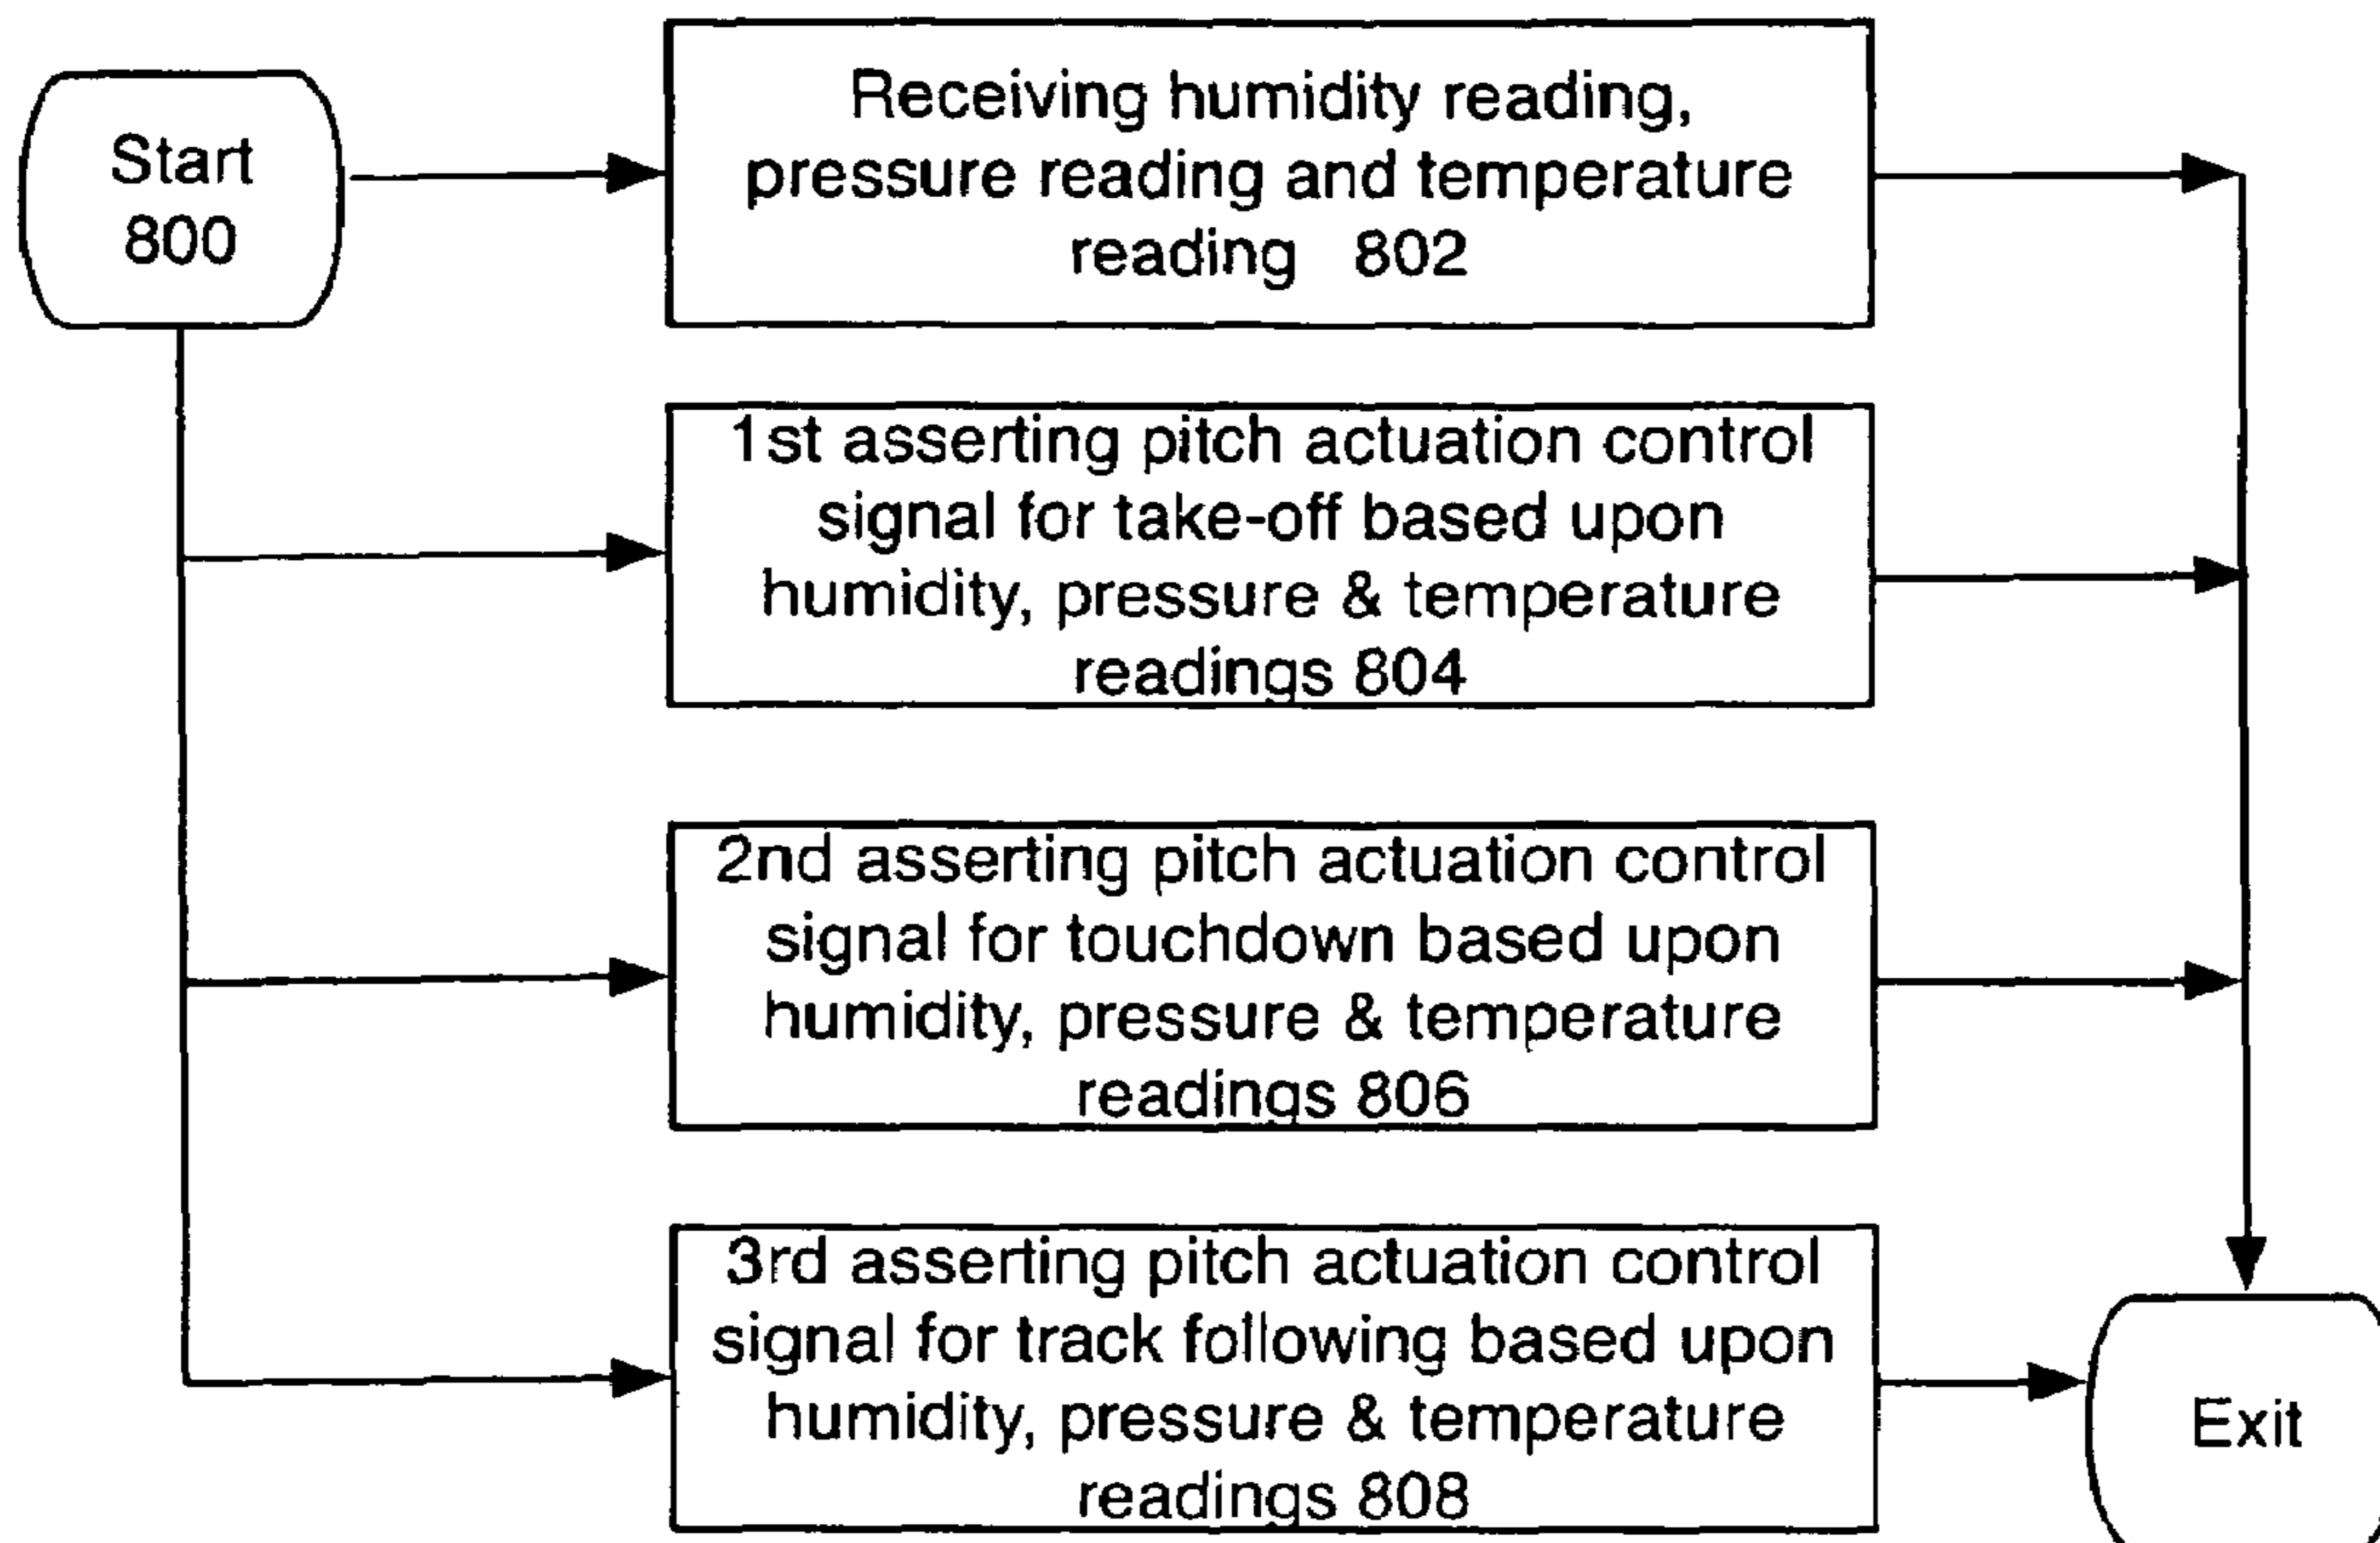 Start
800
Receiving humidity reading,
pressure reading and temperature
reading 802
1st asserting pitch actuation control
signal for take-off based upon
humidity, pressure & temperature
readings 804
2nd asserting pitch actuation control
signal for touchdown based upon
humidity, pressure & temperature
readings 806
3rd asserting pitch actuation control
signal for track following based upon
humidity, pressure & temperature
readings 808
Exit